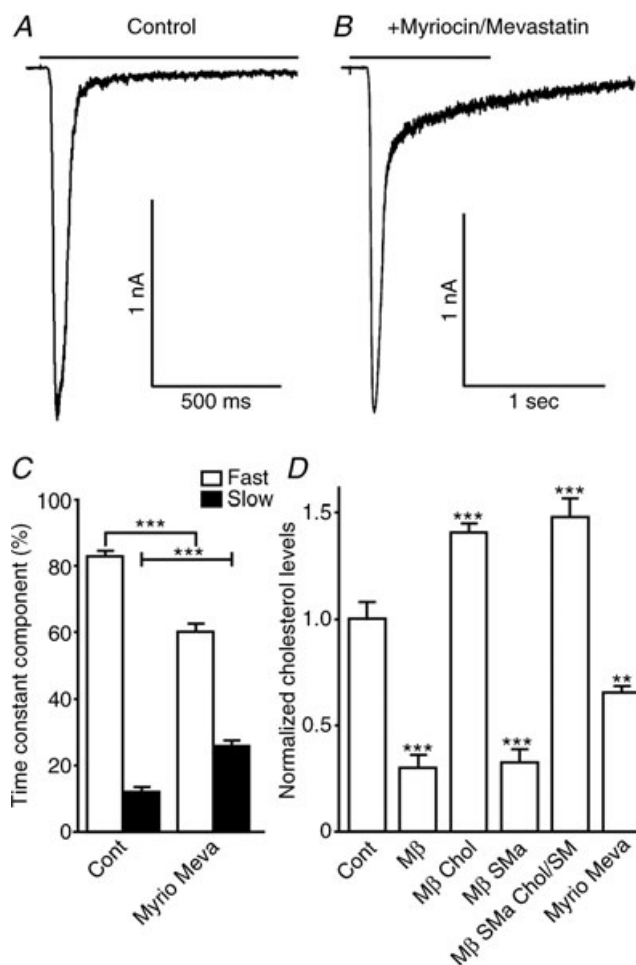 A
Control
B
+Myriocin/Mevastatin
1 nA
500 ms
1 nA
1 sec
C
Fast
Slow
Time constant component (%)
100
80
60
40
20
0
***
***
Cont
Myrio Meva
D
Normalized cholesterol levels
1.5
1.0
0.5
0
***
***
***
***
**
Cont
Mβ
Mβ Chol
Mβ SMa
Mβ SMa Chol/SM
Myrio Meva